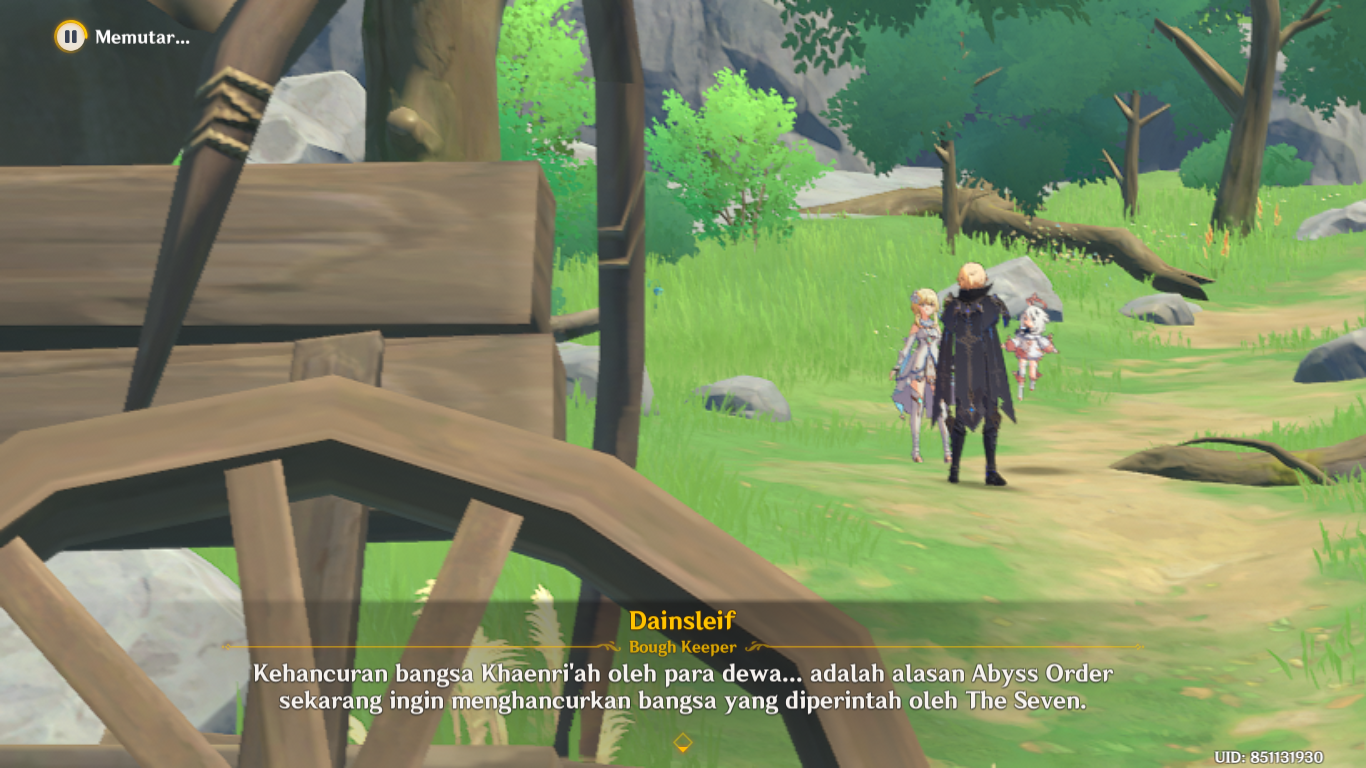 Memutar...
Dainsleif
Bough Keeper
Kehancuran bangsa Khaenri'ah oleh para dewa... adalah alasan Abyss Order
sekarang ingin menghancurkan bangsa yang diperintah oleh The Seven.
UID: 851131930